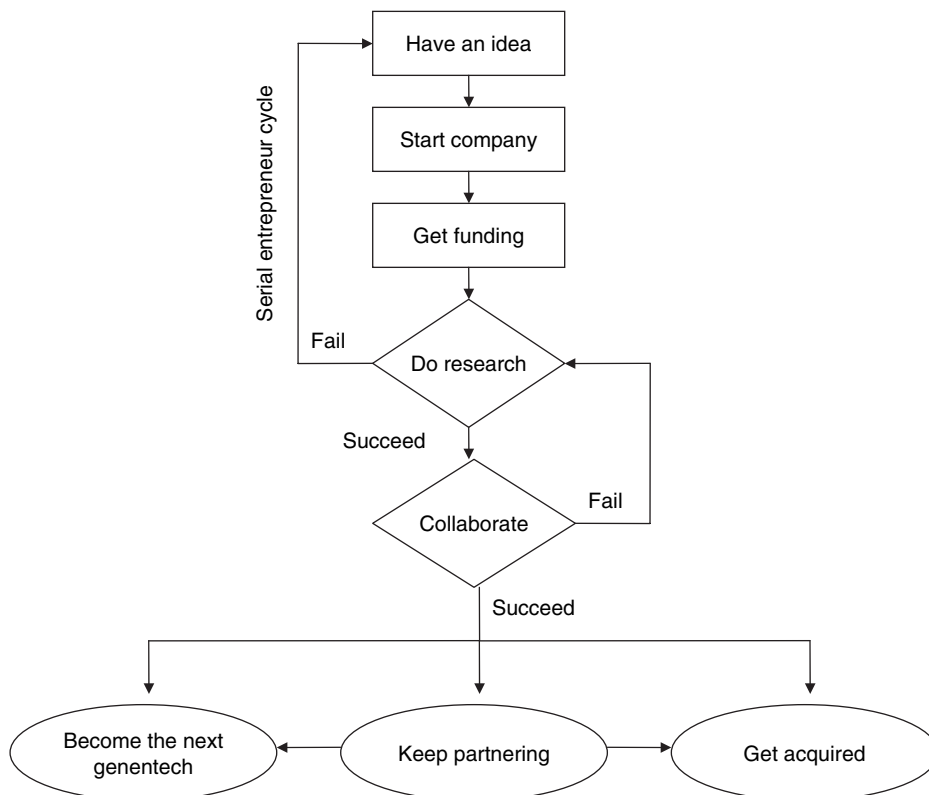 Have an idea
Serial entrepreneur cycle
Start company
Get funding
Fail
Do research
Succeed
Fail
Collaborate
Succeed
Become the next
genentech
Keep partnering
Get acquired